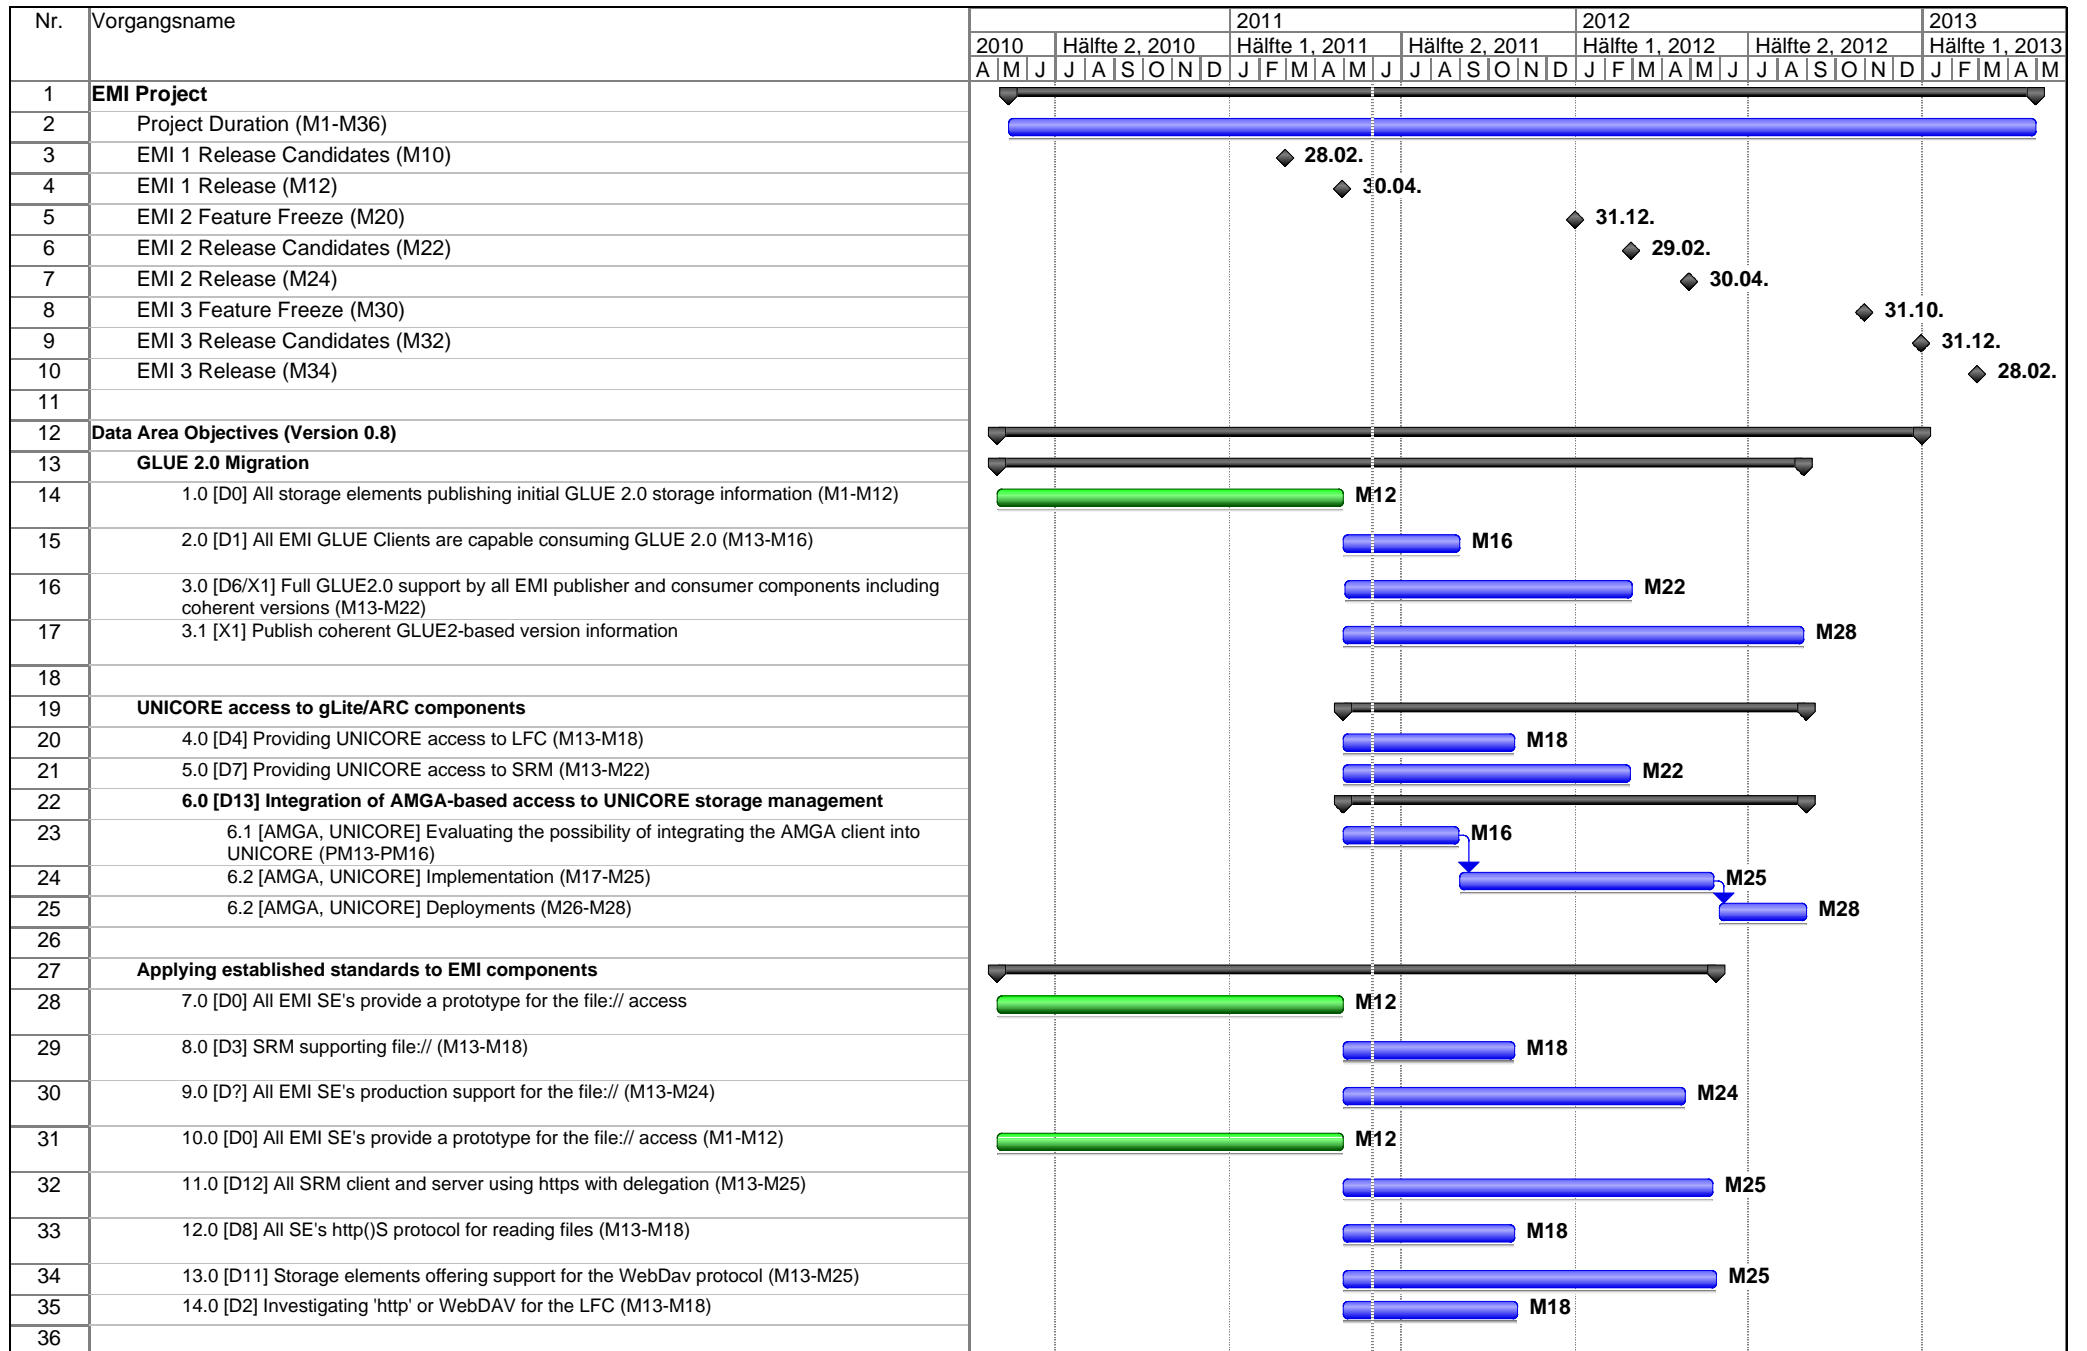 Nr. Vorgangsname
2011 2012 2013
2010 Hälfte 2, 2010 Hälfte 1, 2011 Hälfte 2, 2011 Hälfte 1, 2012 Hälfte 2, 2012 Hälfte 1, 2013
A M J J A S O N D J F M A M J J A S O N D J F M A M J J A S O N D J F M A M
1 EMI Project
2 Project Duration (M1-M36)
3 EMI 1 Release Candidates (M10) 28.02.
4 EMI 1 Release (M12) 30.04.
5 EMI 2 Feature Freeze (M20) 31.12.
6 EMI 2 Release Candidates (M22) 29.02.
7 EMI 2 Release (M24) 30.04.
8 EMI 3 Feature Freeze (M30) 31.10.
9 EMI 3 Release Candidates (M32) 31.12.
10 EMI 3 Release (M34) 28.02.
11
12 Data Area Objectives (Version 0.8)
13 GLUE 2.0 Migration
14 1.0 [D0] All storage elements publishing initial GLUE 2.0 storage information (M1-M12) M12
15 2.0 [D1] All EMI GLUE Clients are capable consuming GLUE 2.0 (M13-M16) M16
16 3.0 [D6/X1] Full GLUE2.0 support by all EMI publisher and consumer components including M22
coherent versions (M13-M22)
17 3.1 [X1] Publish coherent GLUE2-based version information M28
18
19 UNICORE access to gLite/ARC components
20 4.0 [D4] Providing UNICORE access to LFC (M13-M18) M18
21 5.0 [D7] Providing UNICORE access to SRM (M13-M22) M22
22 6.0 [D13] Integration of AMGA-based access to UNICORE storage management
23 6.1 [AMGA, UNICORE] Evaluating the possibility of integrating the AMGA client into M16
UNICORE (PM13-PM16)
24 6.2 [AMGA, UNICORE] Implementation (M17-M25) M25
25 6.2 [AMGA, UNICORE] Deployments (M26-M28) M28
26
27 Applying established standards to EMI components
28 7.0 [D0] All EMI SE's provide a prototype for the file:// access M12
29 8.0 [D3] SRM supporting file:// (M13-M18) M18
30 9.0 [D?] All EMI SE's production support for the file:// (M13-M24) M24
31 10.0 [D0] All EMI SE's provide a prototype for the file:// access (M1-M12) M12
32 11.0 [D12] All SRM client and server using https with delegation (M13-M25) M25
33 12.0 [D8] All SE's http()S protocol for reading files (M13-M18) M18
34 13.0 [D11] Storage elements offering support for the WebDav protocol (M13-M25) M25
35 14.0 [D2] Investigating 'http' or WebDAV for the LFC (M13-M18) M18
36